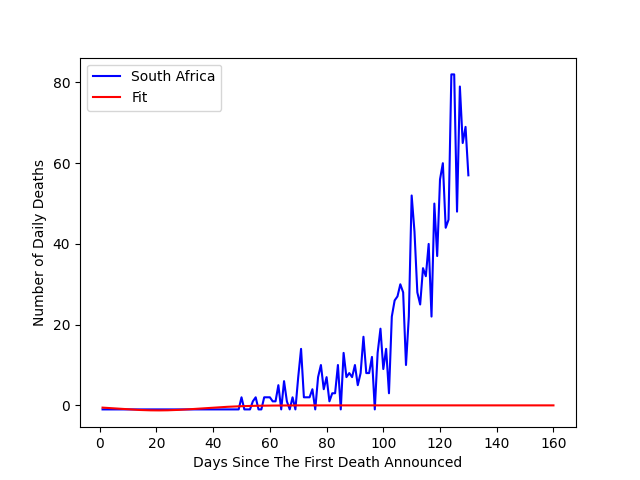 South Africa
Fit
80
60
40
20
0
Number of Daily Deaths
0 20 40 60 80 100 120 140 160
Days Since The First Death Announced